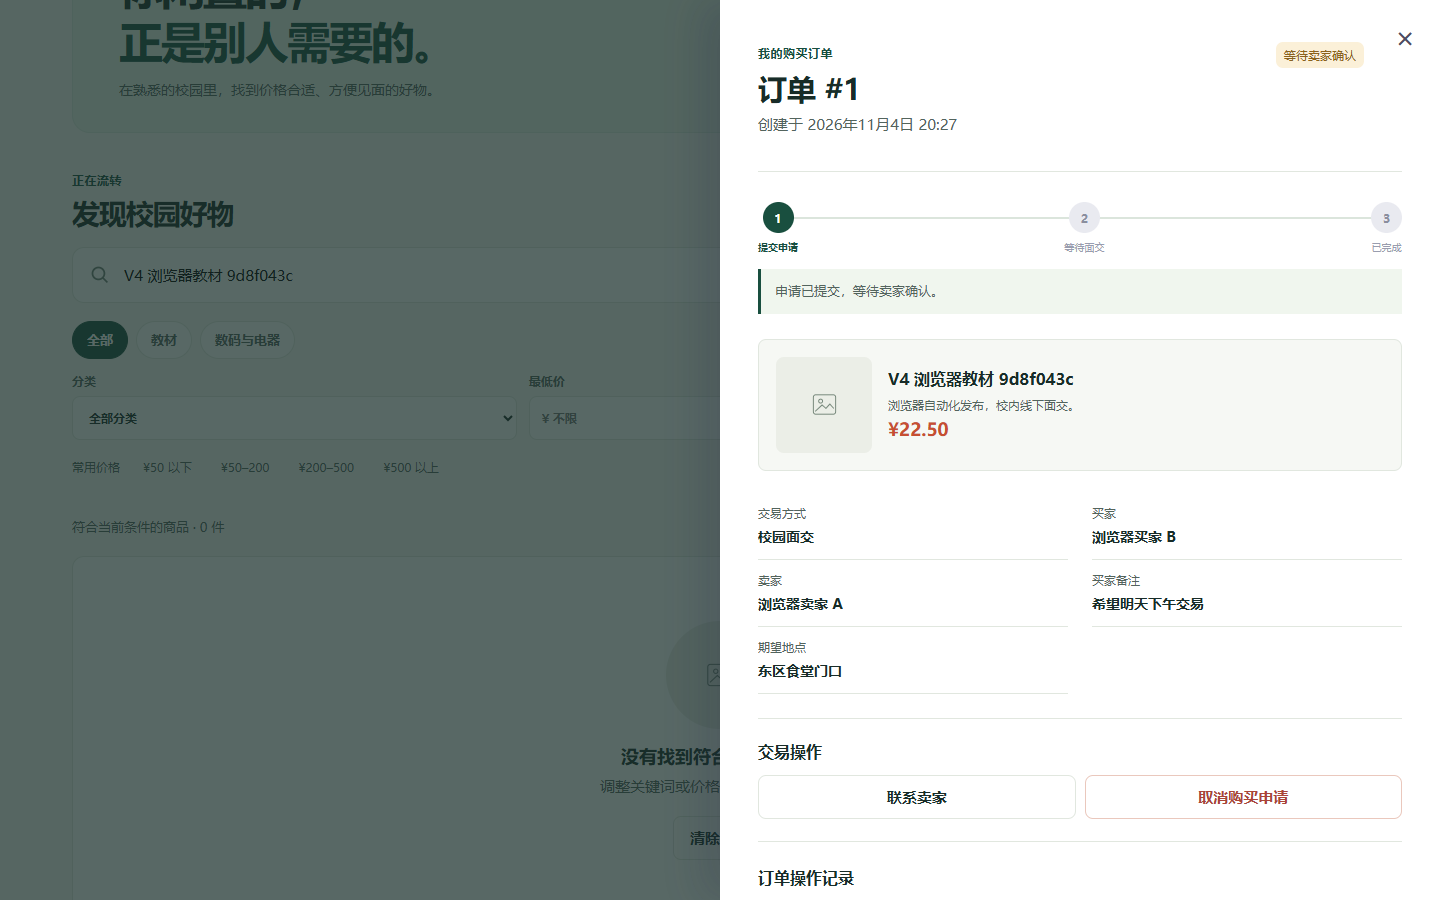 正是别人需要的。
在熟悉的校园里，找到价格合适、方便见面的好物。
正在流转
发现校园好物
V4 浏览器教材 9d8f043c
全部
教材
数码与电器
分类
最低价
全部分类
¥ 不限
常用价格
¥50 以下
¥50–200
¥200–500
¥500 以上
符合当前条件的商品 · 0 件
没有找到符合
调整关键词或价格
清除
我的购买订单
等待卖家确认
订单 #1
创建于 2026年11月4日 20:27
1
2
3
提交申请
等待面交
已完成
申请已提交，等待卖家确认。
V4 浏览器教材 9d8f043c
浏览器自动化发布，校内线下面交。
¥22.50
交易方式
校园面交
买家
浏览器买家 B
卖家
浏览器卖家 A
买家备注
希望明天下午交易
期望地点
东区食堂门口
交易操作
联系卖家
取消购买申请
订单操作记录